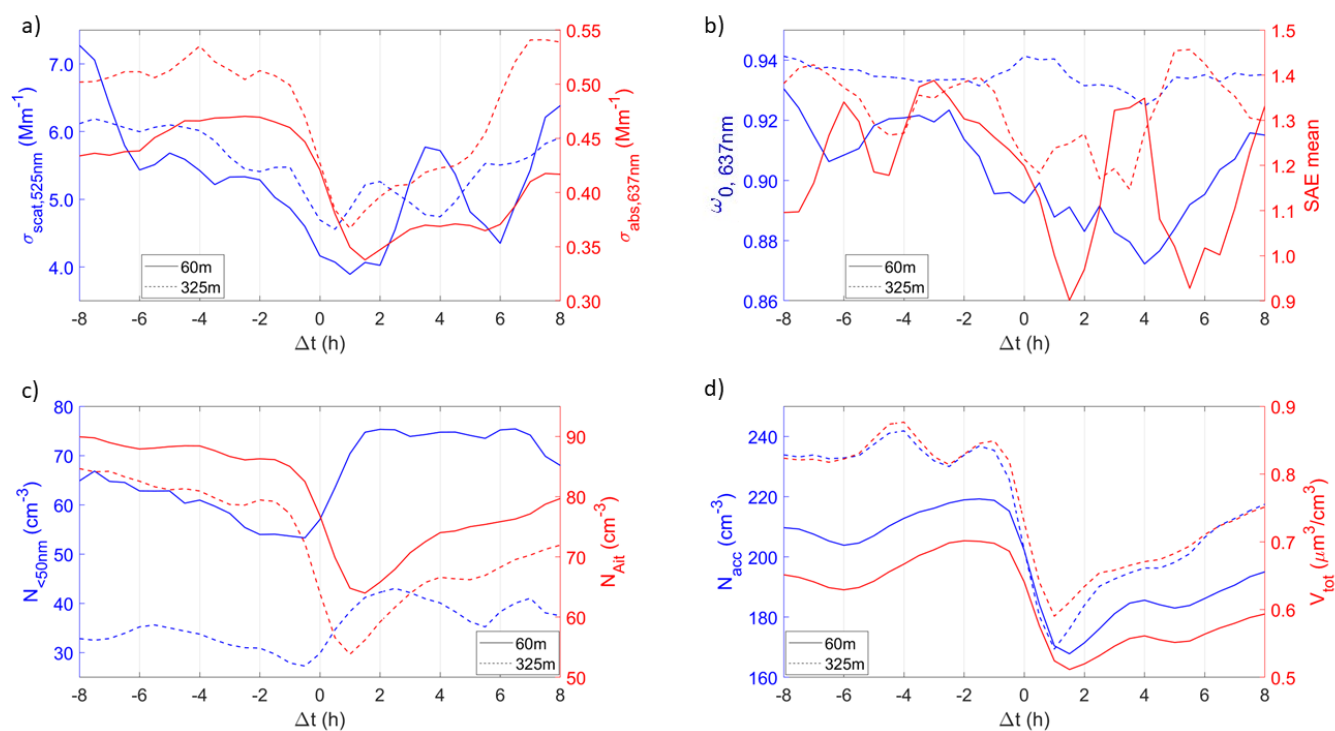 a)
σscat,525nm (Mm⁻¹)
7.0
6.0
5.0
4.0
0.55
0.50
0.45
0.40
0.35
0.30
σabs,637nm (Mm⁻¹)
60m
325m
-8 -6 -4 -2 0 2 4 6 8
Δt (h)
b)
ω0, 637nm
0.94
0.92
0.90
0.88
0.86
1.5
1.4
1.3
1.2
1.1
1.0
0.9
SAE mean
60m
325m
-8 -6 -4 -2 0 2 4 6 8
Δt (h)
c)
N<50nm (cm⁻³)
80
70
60
50
40
30
90
80
70
60
50
NAit (cm⁻³)
60m
325m
-8 -6 -4 -2 0 2 4 6 8
Δt (h)
d)
Nacc (cm⁻³)
240
220
200
180
160
0.9
0.8
0.7
0.6
0.5
Vtot (μm³/cm³)
60m
325m
-8 -6 -4 -2 0 2 4 6 8
Δt (h)